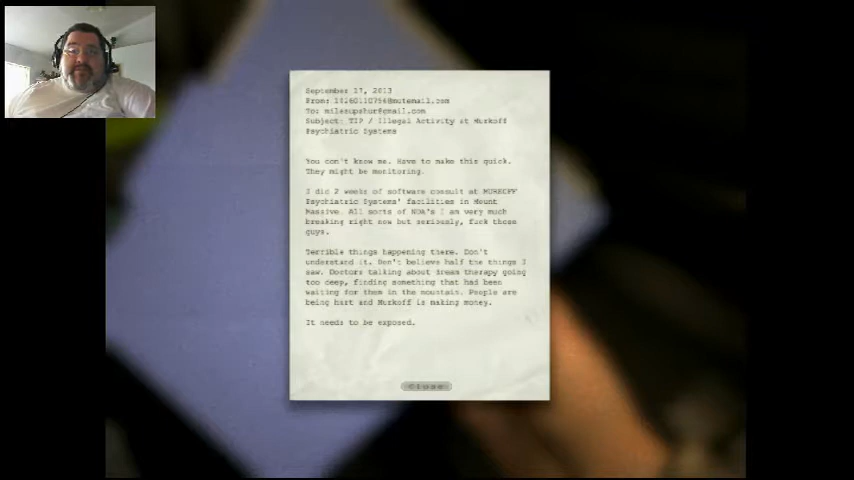 September 17, 2013
From: 14260110756@mutemail.com
To: milesupshur@gmail.com
Subject: TIP / Illegal Activity at Murkoff
Psychiatric Systems
You don't know me. Have to make this quick.
They might be monitoring.
I did 2 weeks of software consult at MURKOFF
Psychiatric Systems' facilities in Mount
Massive. All sorts of NDA's I am very much
breaking right now but seriously, fuck those
guys.
Terrible things happening there. Don't
understand it. Don't believe half the things I
saw. Doctors talking about dream therapy going
too deep, finding something that had been
waiting for them in the mountain. People are
being hurt and Murkoff is making money.
It needs to be exposed.
Close